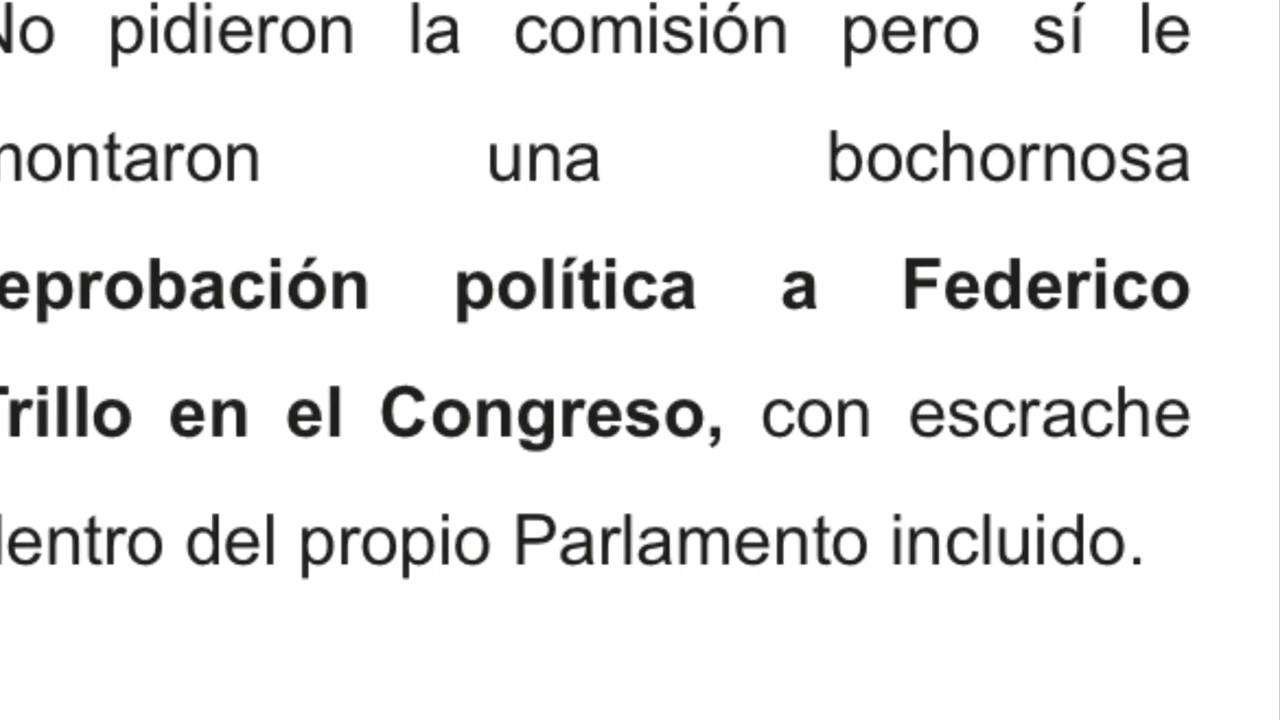 No pidieron la comisión pero sí le
montaron una bochornosa
reprobación política a Federico
Trillo en el Congreso, con escrache
dentro del propio Parlamento incluido.